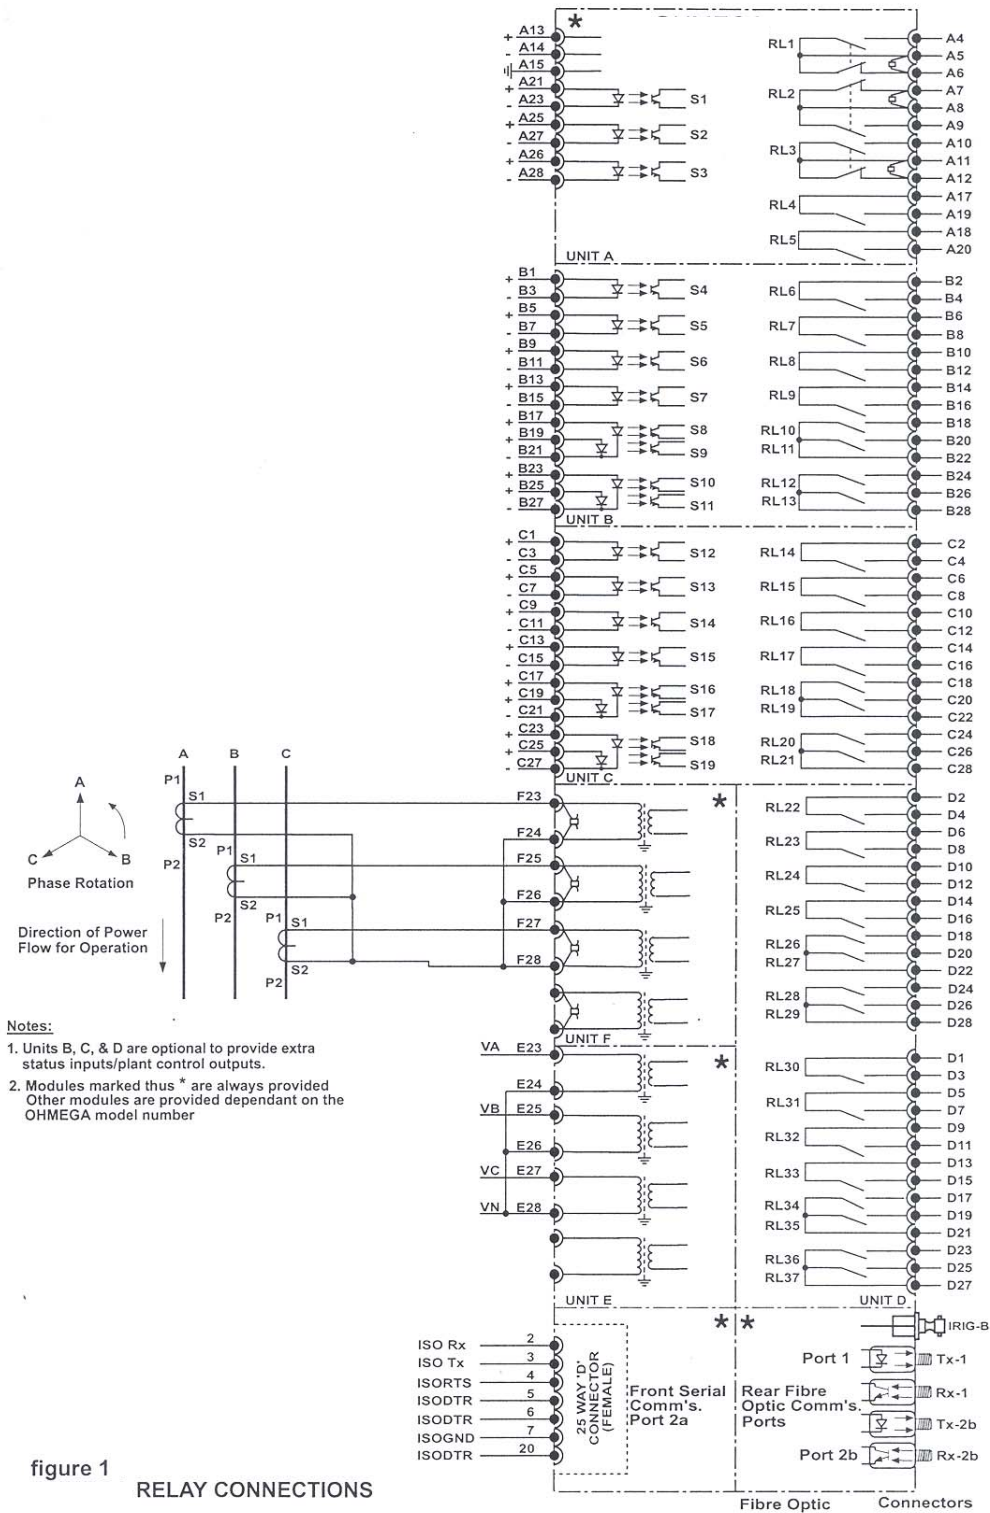 *
+ A13
- A14
A15
+ A21
- A23
+ A25
- A27
+ A26
- A28
S1
S2
S3
RL1
RL2
RL3
RL4
RL5
A4
A5
A6
A7
A8
A9
A10
A11
A12
A17
A19
A18
A20
UNIT A
+ B1
- B3
+ B5
- B7
+ B9
- B11
+ B13
- B15
+ B17
+ B19
- B21
+ B23
+ B25
- B27
S4
S5
S6
S7
S8
S9
S10
S11
RL6
RL7
RL8
RL9
RL10
RL11
RL12
RL13
B2
B4
B6
B8
B10
B12
B14
B16
B18
B20
B22
B24
B26
B28
UNIT B
+ C1
- C3
+ C5
- C7
+ C9
- C11
+ C13
- C15
+ C17
+ C19
- C21
+ C23
+ C25
- C27
S12
S13
S14
S15
S16
S17
S18
S19
RL14
RL15
RL16
RL17
RL18
RL19
RL20
RL21
C2
C4
C6
C8
C10
C12
C14
C16
C18
C20
C22
C24
C26
C28
UNIT C
A
C
B
Phase Rotation
Direction of Power
Flow for Operation
A B C
P1
S1
S2
P2
P1
S1
S2
P2
P1
S1
S2
P2
F23
F24
F25
F26
F27
F28
*
UNIT F
RL22
RL23
RL24
RL25
RL26
RL27
RL28
RL29
D2
D4
D6
D8
D10
D12
D14
D16
D18
D20
D22
D24
D26
D28
Notes:
1. Units B, C, & D are optional to provide extra
status inputs/plant control outputs.
2. Modules marked thus * are always provided
Other modules are provided dependant on the
OHMEGA model number
VA E23
E24
VB E25
E26
VC E27
VN E28
*
UNIT E
RL30
RL31
RL32
RL33
RL34
RL35
RL36
RL37
D1
D3
D5
D7
D9
D11
D13
D15
D17
D19
D21
D23
D25
D27
UNIT D
ISO Rx 2
ISO Tx 3
ISORTS 4
ISODTR 5
ISODTR 6
ISOGND 7
ISODTR 20
25 WAY 'D'
CONNECTOR
(FEMALE)
*
Front Serial
Comm's.
Port 2a
*
Rear Fibre
Optic Comm's.
Ports
Port 1
Port 2b
IRIG-B
Tx-1
Rx-1
Tx-2b
Rx-2b
Fibre Optic Connectors
figure 1
RELAY CONNECTIONS